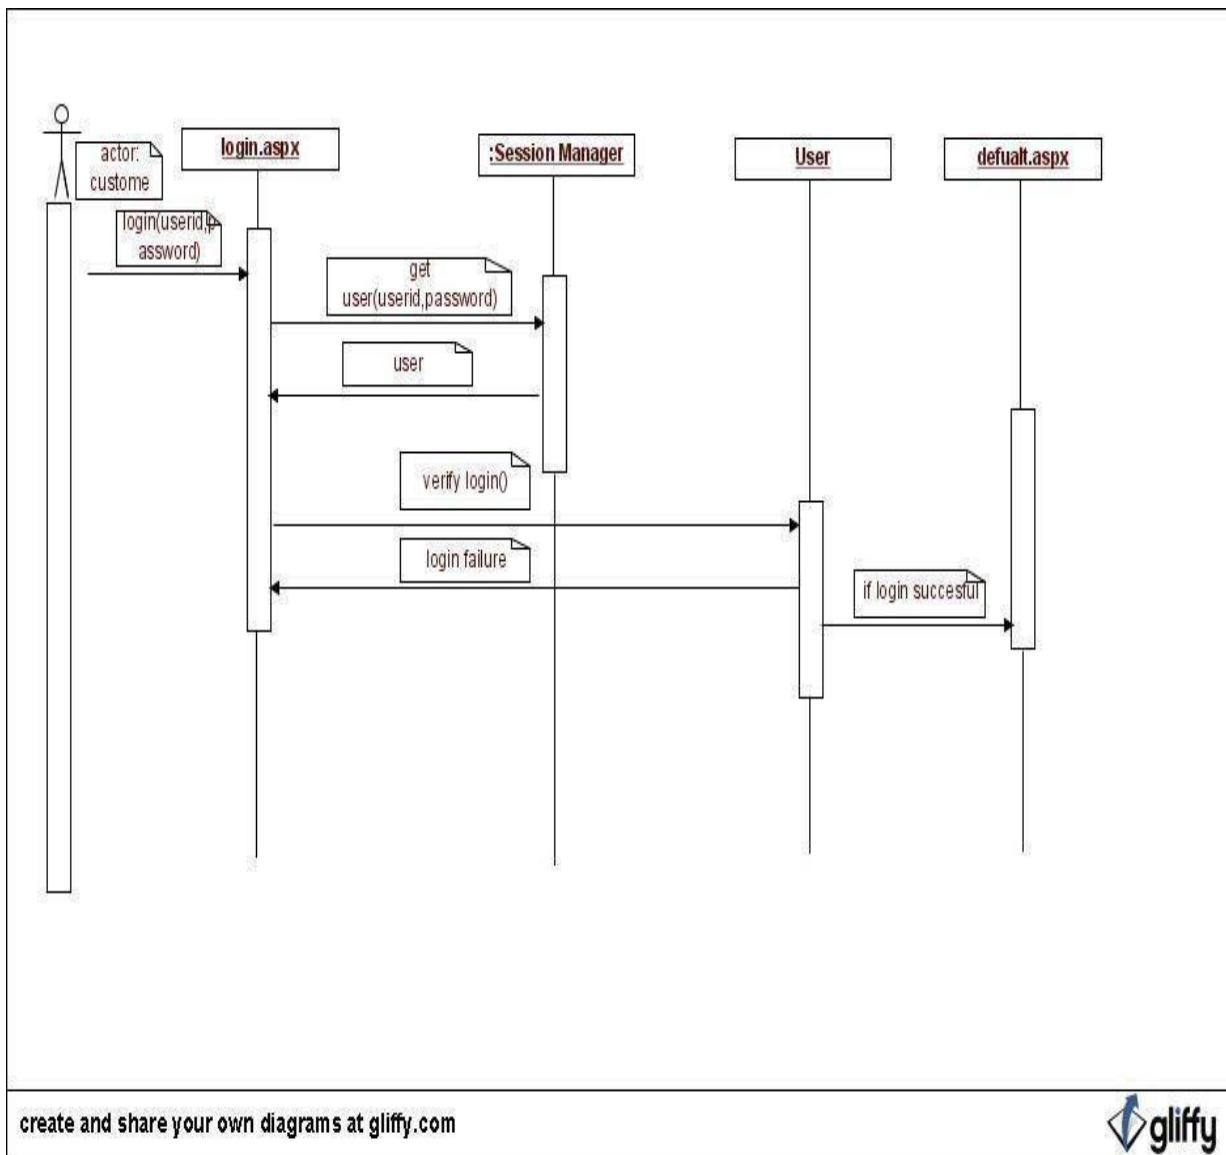 actor:
custome
login.aspx
:Session Manager
User
defualt.aspx
login(userid,p
assword)
get
user(userid,password)
user
verify login()
login failure
if login succesful
create and share your own diagrams at gliffy.com
gliffy